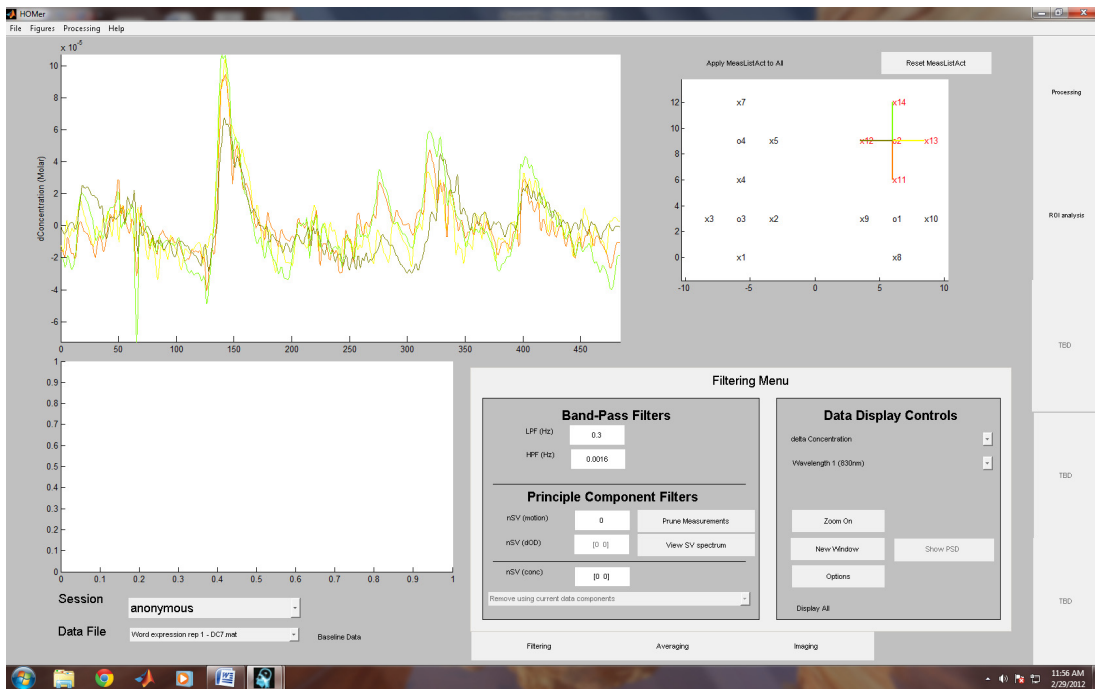 HOMer
File Figures Processing Help
x 10^-5
10
8
6
4
2
0
-2
-4
-6
dConcentration (Molar)
0 50 100 150 200 250 300 350 400 450
Apply MeasListAct to All
Reset MeasListAct
12
10
8
6
4
2
0
x7 x14
o4 x5 x12 o2 x13
x4 x11
x3 o3 x2 x9 o1 x10
x1 x8
-10 -5 0 5 10
Processing
ROI analysis
TBD
TBD
TBD
1
0.9
0.8
0.7
0.6
0.5
0.4
0.3
0.2
0.1
0
0 0.1 0.2 0.3 0.4 0.5 0.6 0.7 0.8 0.9 1
Filtering Menu
Band-Pass Filters
LPF (Hz) 0.3
HPF (Hz) 0.0016
Principle Component Filters
nSV (motion) 0 Prune Measurements
nSV (dOD) [0 0] View SV spectrum
nSV (conc) [0 0]
Remove using current data components
Data Display Controls
delta Concentration
Wavelength 1 (830nm)
Zoom On
New Window Show PSD
Options
Display All
Session anonymous
Data File Word expression rep 1 - DC7.mat Baseline Data
Filtering Averaging Imaging
11:56 AM
2/29/2012